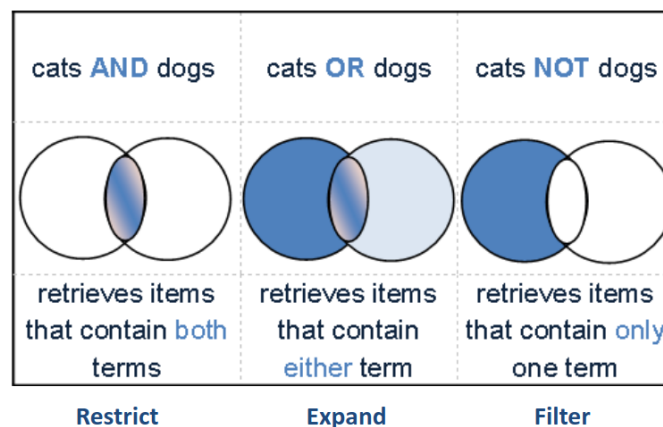 cats AND dogs
cats OR dogs
cats NOT dogs
retrieves items
that contain both
terms
retrieves items
that contain
either term
retrieves items
that contain only
one term
Restrict
Expand
Filter